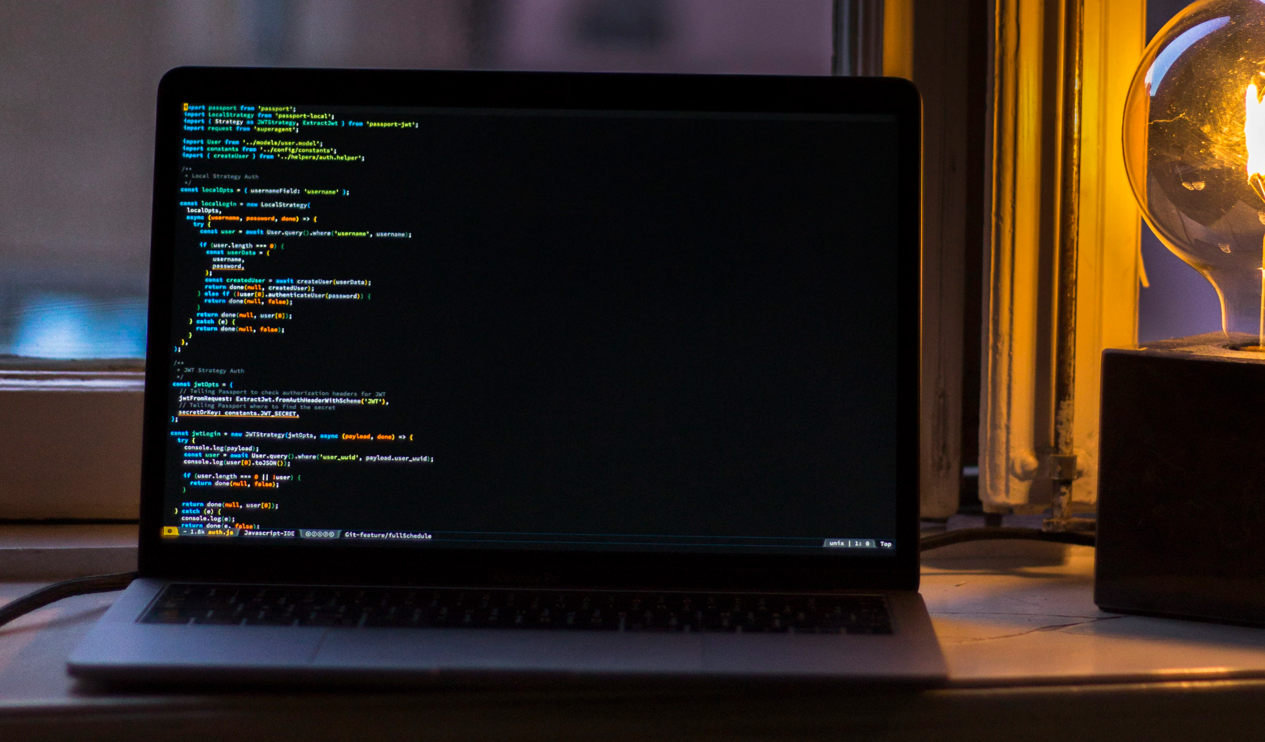 import passport from 'passport';
import LocalStrategy from 'passport-local';
import { Strategy as JWTStrategy, ExtractJwt } from 'passport-jwt';
import request from 'superagent';
import User from '../models/user.model';
import constants from '../config/constants';
import { createUser } from '../helpers/auth.helper';
/**
* Local Strategy Auth
*/
const localOpts = { usernameField: 'username' };
const localLogin = new LocalStrategy(
localOpts,
async (username, password, done) => {
try {
const user = await User.query().where('username', username);
if (user.length === 0) {
const userData = {
username,
password,
};
const createdUser = await createUser(userData);
return done(null, createdUser);
} else if (!user[0].authenticateUser(password)) {
return done(null, false);
}
return done(null, user[0]);
} catch (e) {
return done(null, false);
}
},
);
/**
* JWT Strategy Auth
*/
const jwtOpts = {
// Telling Passport to check authorization headers for JWT
jwtFromRequest: ExtractJwt.fromAuthHeaderWithScheme('JWT'),
// Telling Passport where to find the secret
secretOrKey: constants.JWT_SECRET,
};
const jwtLogin = new JWTStrategy(jwtOpts, async (payload, done) => {
try {
console.log(payload);
const user = await User.query().where('user_uuid', payload.user_uuid);
console.log(user[0].toJSON());
if (user.length === 0 || !user) {
return done(null, false);
}
return done(null, user[0]);
} catch (e) {
console.log(e);
return done(e, false);
- 1.8k auth.js Javascript-IDE Git-feature/fullSchedule unix | 1: 0 Top